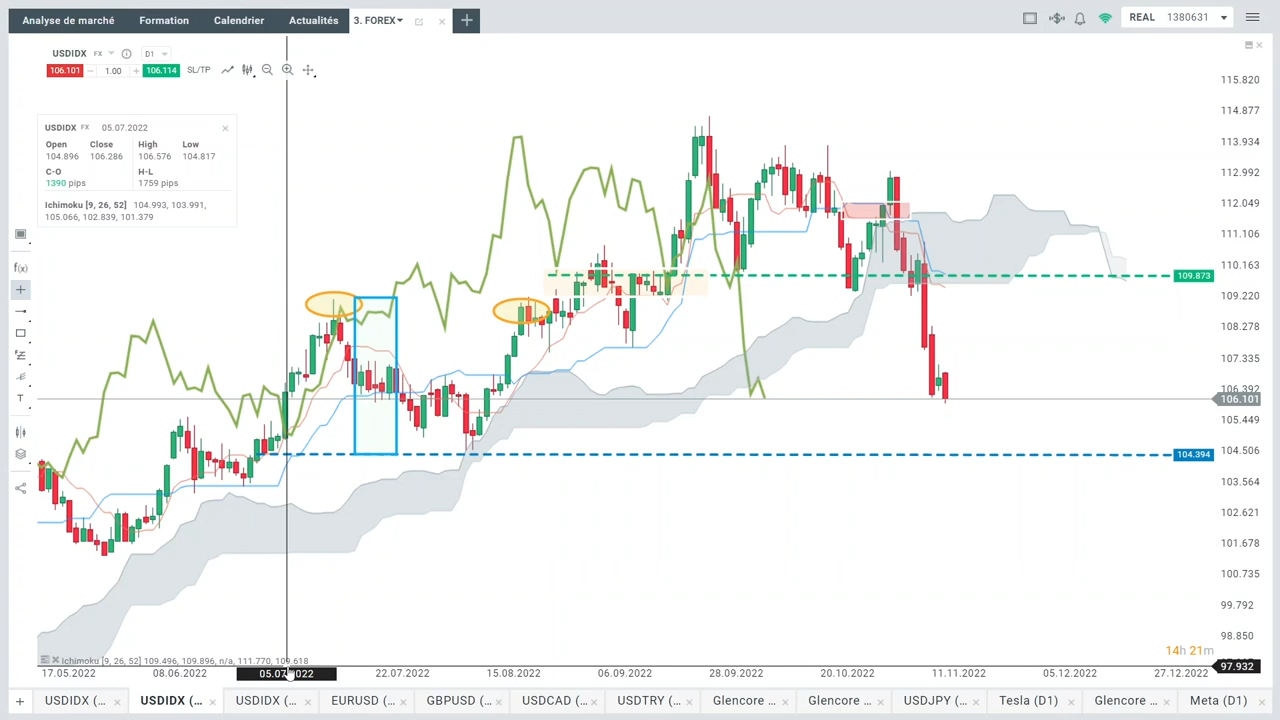 Analyse de marché Formation Calendrier Actualités 3. FOREX
REAL 1380631
USDIDX FX D1
106.101 1.00 106.114 SL/TP
USDIDX FX 05.07.2022
Open Close High Low
104.896 106.286 106.576 104.817
C-O H-L
1390 pips 1759 pips
Ichimoku [9, 26, 52] 104.993, 103.991,
105.066, 102.839, 101.379
f(x)
T
115.820
114.877
113.934
112.992
112.049
111.106
110.163
109.873
109.220
108.278
107.335
106.392
106.101
105.449
104.506
104.394
103.564
102.621
101.678
100.735
99.792
98.850
14h 21m
97.932
Ichimoku [9, 26, 52] 109.496, 109.896, n/a, 111.770, 109.618
17.05.2022 08.06.2022 22.07.2022 15.08.2022 06.09.2022 28.09.2022 20.10.2022 11.11.2022 05.12.2022 27.12.2022
USDIDX (... USDIDX (... USDIDX (... EURUSD (... GBPUSD (... USDCAD (... USDTRY (... Glencore ... Glencore ... USDJPY (... Tesla (D1) Glencore ... Meta (D1)